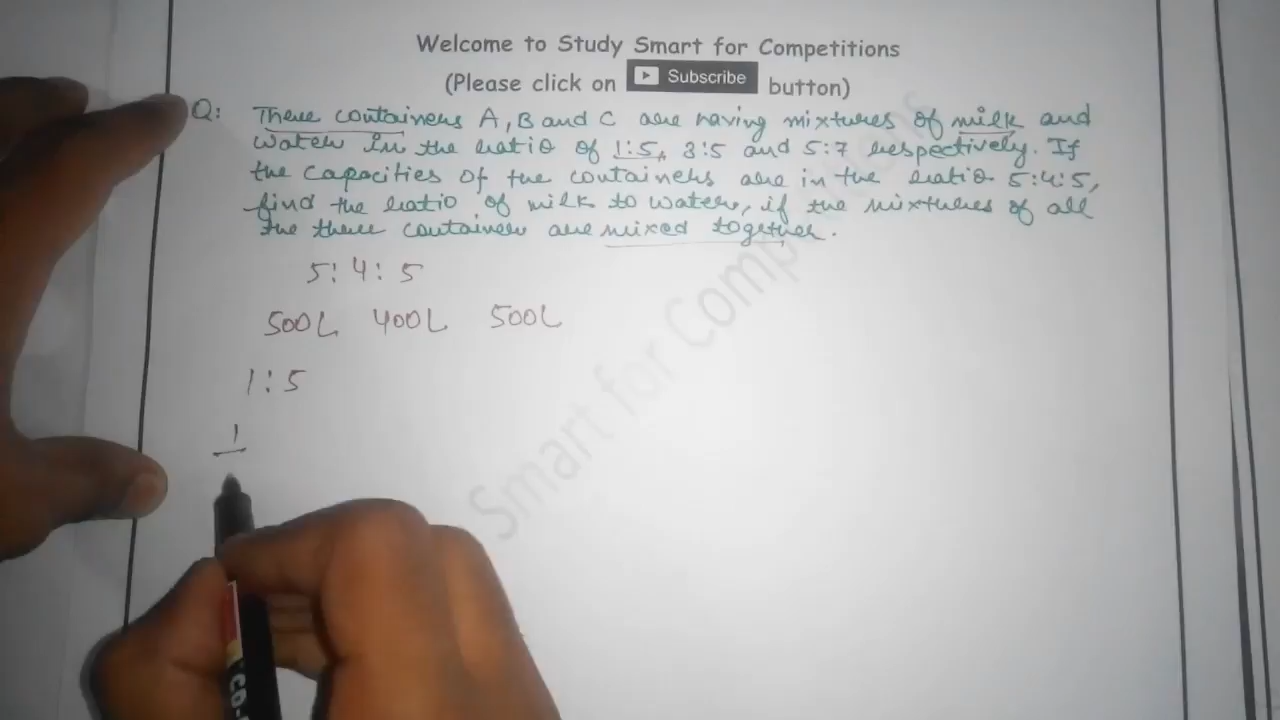 Welcome to Study Smart for Competitions
(Please click on Subscribe button)
Q: Three containers A, B and C are having mixtures of milk and
water in the ratio of 1:5, 3:5 and 5:7 respectively. If
the capacities of the containers are in the ratio 5:4:5,
find the ratio of milk to water, if the mixtures of all
the three containers are mixed together.
5:4:5
500L 400L 500L
1:5
1
Smart for Competitions